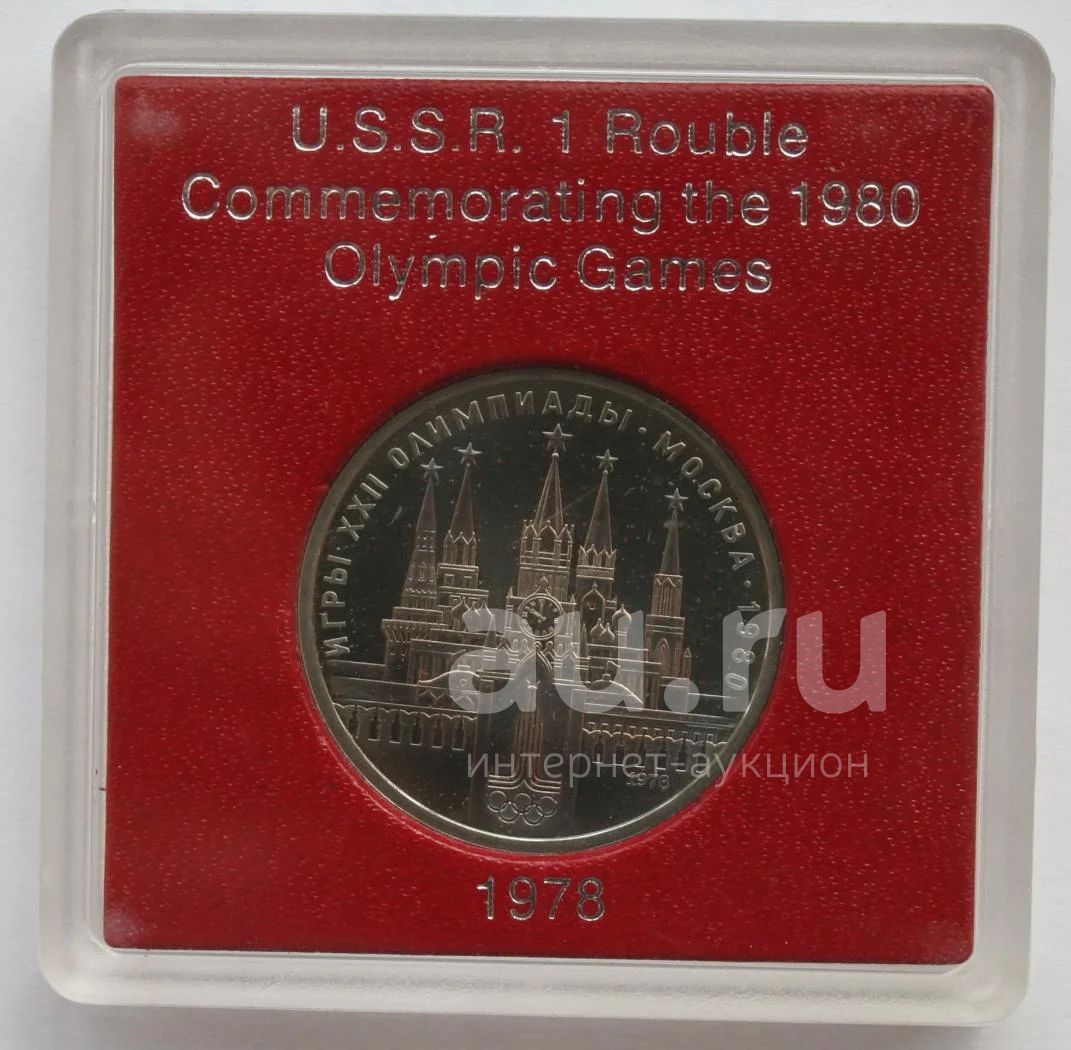 U.S.S.R. 1 Rouble
Commemorating the 1980
Olympic Games
ИГРЫ XXII ОЛИМПИАДЫ · МОСКВА · 1980
au.ru
интернет-аукцион
1978
1978